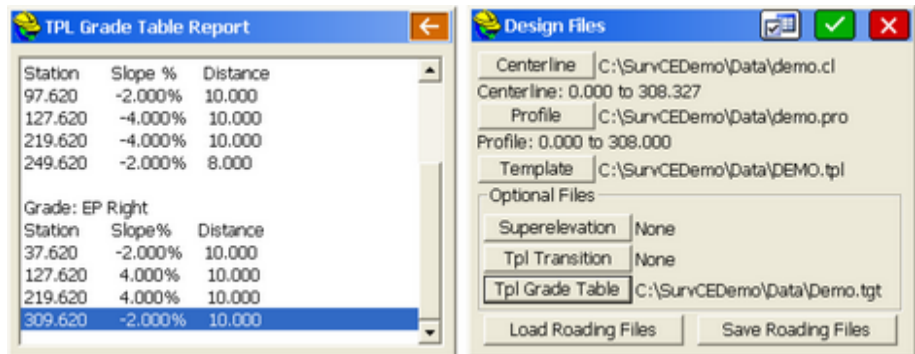 TPL Grade Table Report
Station Slope % Distance
97.620 -2.000% 10.000
127.620 -4.000% 10.000
219.620 -4.000% 10.000
249.620 -2.000% 8.000
Grade: EP Right
Station Slope% Distance
37.620 -2.000% 10.000
127.620 4.000% 10.000
219.620 4.000% 10.000
309.620 -2.000% 10.000
Design Files
Centerline C:\SurvCEDemo\Data\demo.cl
Centerline: 0.000 to 308.327
Profile C:\SurvCEDemo\Data\demo.pro
Profile: 0.000 to 308.000
Template C:\SurvCEDemo\Data\DEMO.tpl
Optional Files
Superelevation None
Tpl Transition None
Tpl Grade Table C:\SurvCEDemo\Data\Demo.tgt
Load Roading Files Save Roading Files